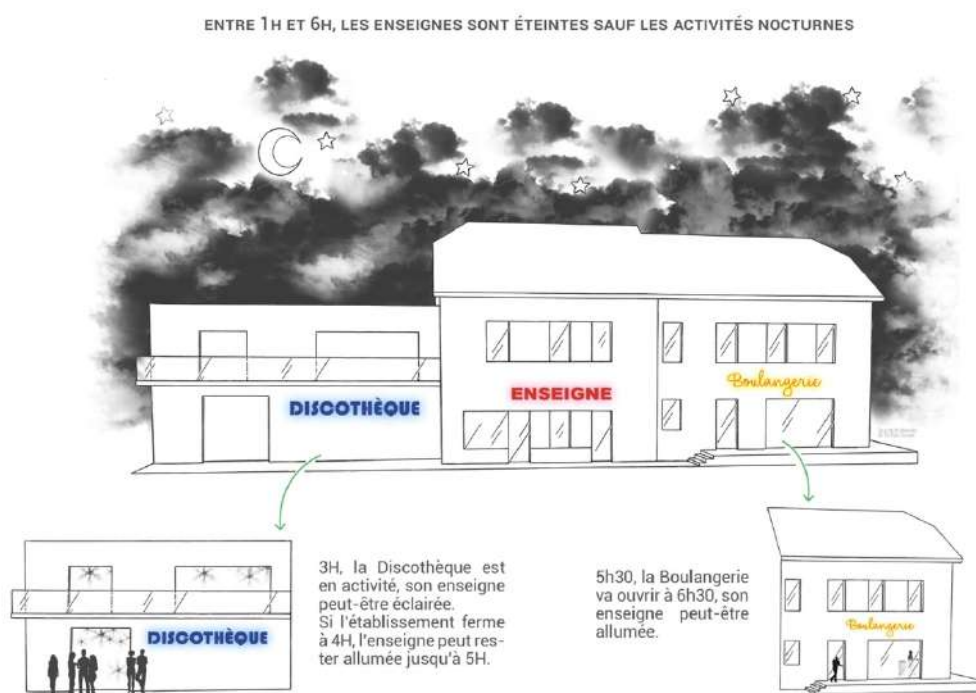 ENTRE 1H ET 6H, LES ENSEIGNES SONT ÉTEINTES SAUF LES ACTIVITÉS NOCTURNES
DISCOTHÈQUE
ENSEIGNE
Boulangerie
3H, la Discothèque est
en activité, son enseigne
peut-être éclairée.
Si l'établissement ferme
à 4H, l'enseigne peut res-
ter allumée jusqu'à 5H.
DISCOTHÈQUE
5h30, la Boulangerie
va ouvrir à 6h30, son
enseigne peut-être
allumée.
Boulangerie